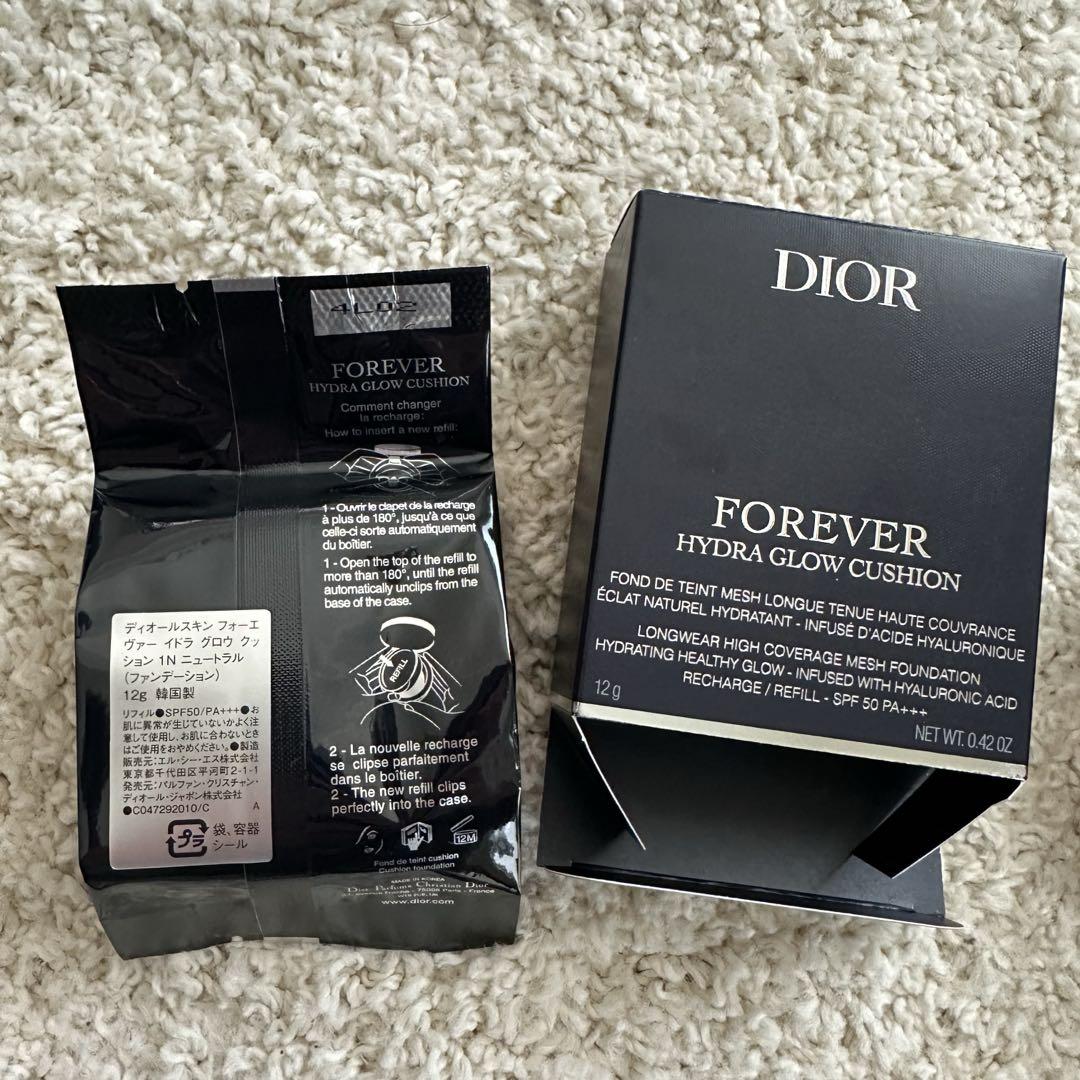 4L02
FOREVER
HYDRA GLOW CUSHION
Comment changer
la recharge:
How to insert a new refill:
1 - Ouvrir le clapet de la recharge
à plus de 180°, jusqu'à ce que
celle-ci sorte automatiquement
du boîtier.
1 - Open the top of the refill to
more than 180°, until the refill
automatically unclips from the
base of the case.
REFILL
2 - La nouvelle recharge
se clipse parfaitement
dans le boîtier.
2 - The new refill clips
perfectly into the case.
12M
Fond de teint cushion
Cushion foundation
MADE IN KOREA
Parfums Christian Dior
75008 Paris - France
www.dior.com
ディオールスキン フォーエ
ヴァー イドラ グロウ クッ
ション 1N ニュートラル
(ファンデーション)
12g 韓国製
リフィル●SPF50/PA+++●お
肌に異常が生じていないかよく注
意して使用し、お肌に合わないとき
はご使用をおやめください。●製造
販売元:エル・シー・エス株式会社
東京都千代田区平河町2-1-1
発売元:パルファン・クリスチャン・
ディオール・ジャポン株式会社
●C047292010/C A
プラ
袋、容器
シール
DIOR
FOREVER
HYDRA GLOW CUSHION
FOND DE TEINT MESH LONGUE TENUE HAUTE COUVRANCE
ÉCLAT NATUREL HYDRATANT - INFUSÉ D'ACIDE HYALURONIQUE
LONGWEAR HIGH COVERAGE MESH FOUNDATION
HYDRATING HEALTHY GLOW - INFUSED WITH HYALURONIC ACID
RECHARGE / REFILL - SPF 50 PA+++
12 g
NET WT. 0.42 OZ